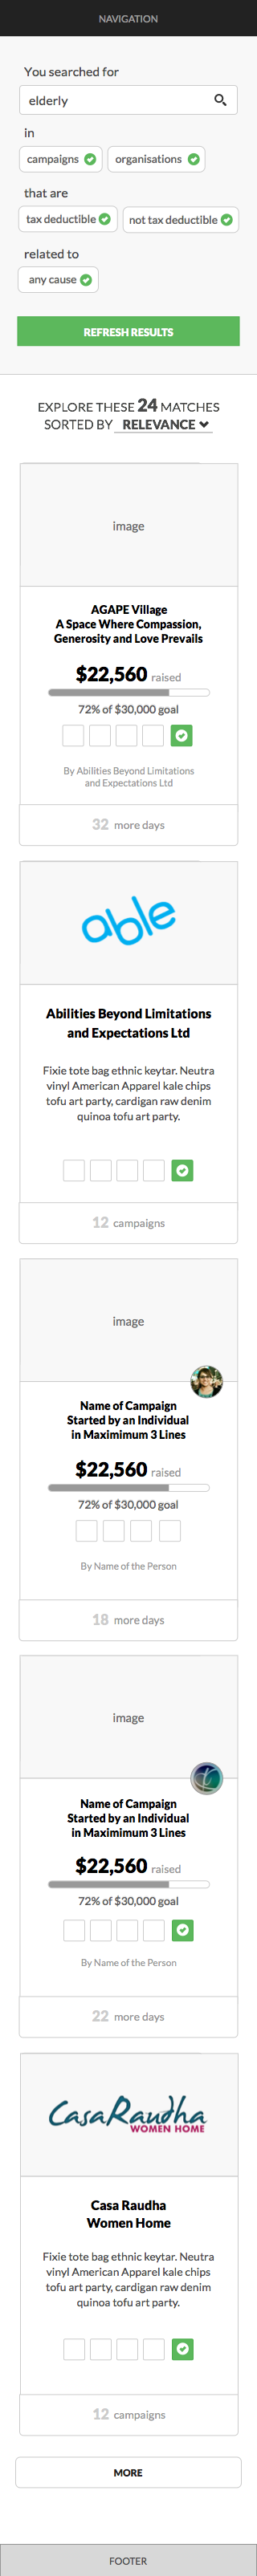 NAVIGATION
You searched for
elderly
in
campaigns
organisations
that are
tax deductible
not tax deductible
related to
any cause
REFRESH RESULTS
EXPLORE THESE 24 MATCHES
SORTED BY RELEVANCE
image
AGAPE Village
A Space Where Compassion,
Generosity and Love Prevails
$22,560 raised
72% of $30,000 goal
By Abilities Beyond Limitations
and Expectations Ltd
32 more days
able
Abilities Beyond Limitations
and Expectations Ltd
Fixie tote bag ethnic keytar. Neutra
vinyl American Apparel kale chips
tofu art party, cardigan raw denim
quinoa tofu art party.
12 campaigns
image
Name of Campaign
Started by an Individual
in Maximimum 3 Lines
$22,560 raised
72% of $30,000 goal
By Name of the Person
18 more days
image
Name of Campaign
Started by an Individual
in Maximimum 3 Lines
$22,560 raised
72% of $30,000 goal
By Name of the Person
22 more days
CasaRaudha
WOMEN HOME
Casa Raudha
Women Home
Fixie tote bag ethnic keytar. Neutra
vinyl American Apparel kale chips
tofu art party, cardigan raw denim
quinoa tofu art party.
12 campaigns
MORE
FOOTER